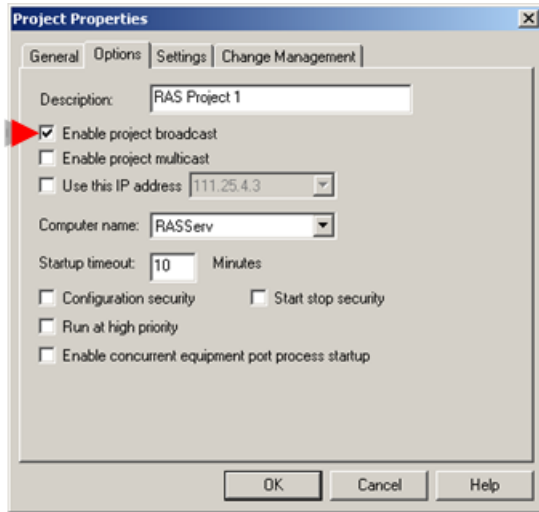 Project Properties
General Options Settings Change Management
Description: RAS Project 1
Enable project broadcast
Enable project multicast
Use this IP address 111.25.4.3
Computer name: RASServ
Startup timeout: 10 Minutes
Configuration security Start stop security
Run at high priority
Enable concurrent equipment port process startup
OK Cancel Help